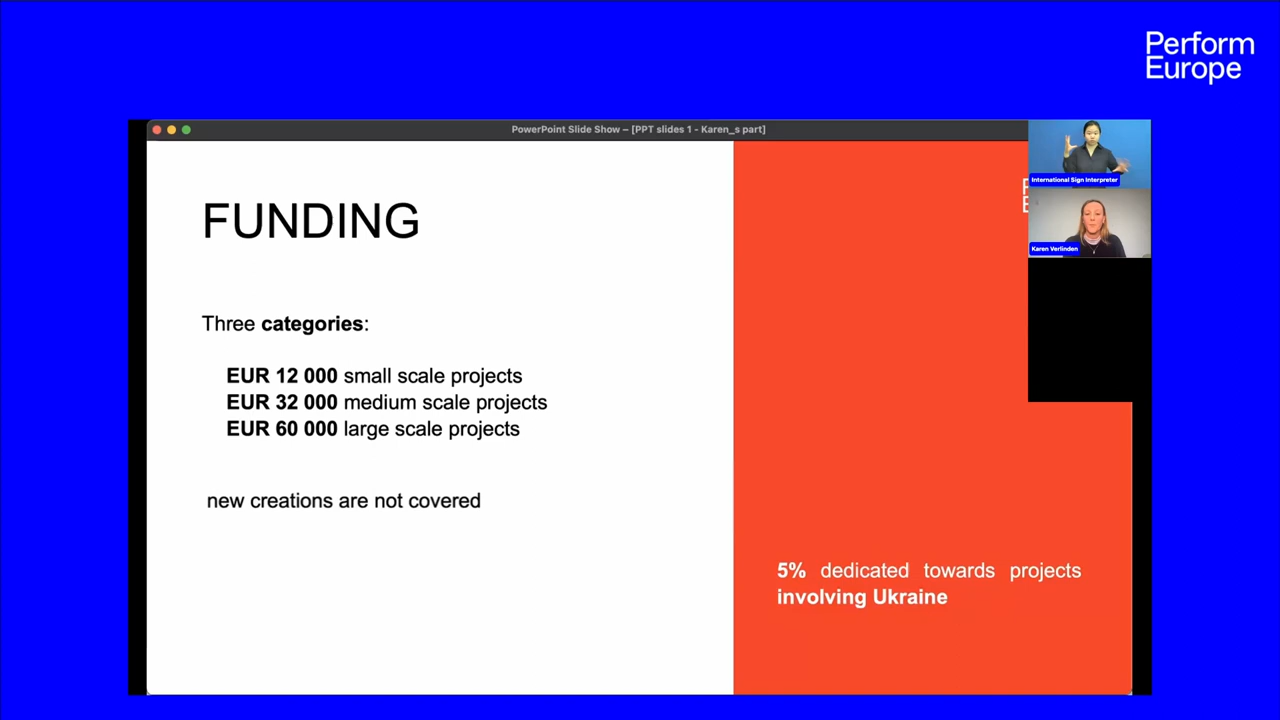 Perform
Europe
PowerPoint Slide Show – [PPT slides 1 - Karen_s part]
International Sign Interpreter
Karen Verlinden
FUNDING
Three categories:
EUR 12 000 small scale projects
EUR 32 000 medium scale projects
EUR 60 000 large scale projects
new creations are not covered
5% dedicated towards projects
involving Ukraine